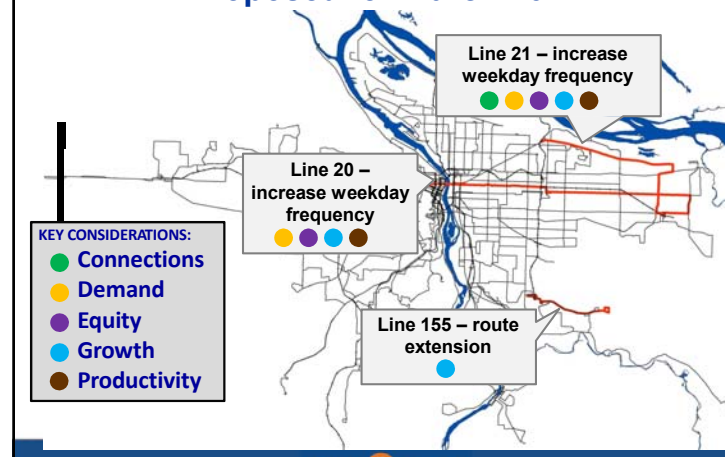 Line 21 – increase
weekday frequency
Line 20 –
increase weekday
frequency
KEY CONSIDERATIONS:
Connections
Demand
Equity
Growth
Productivity
Line 155 – route
extension